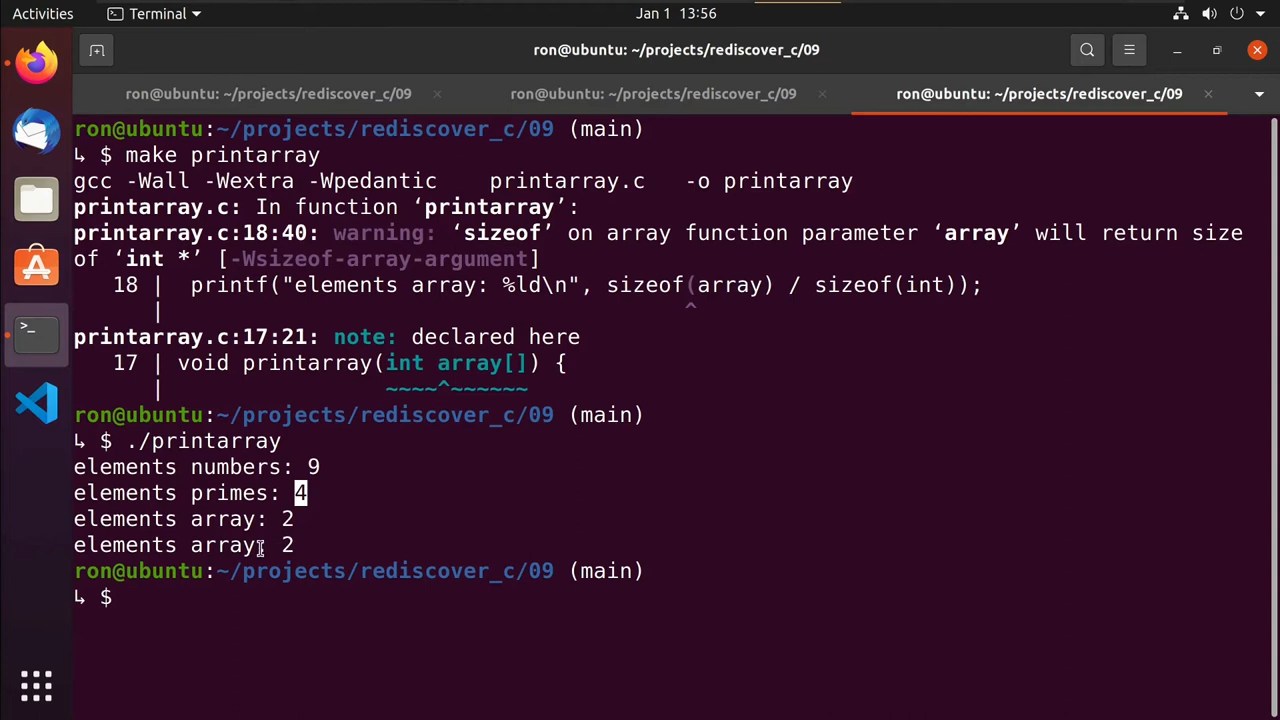 Activities
Terminal
Jan 1 13:56
ron@ubuntu: ~/projects/rediscover_c/09
ron@ubuntu: ~/projects/rediscover_c/09 ×
ron@ubuntu: ~/projects/rediscover_c/09 ×
ron@ubuntu: ~/projects/rediscover_c/09 ×
ron@ubuntu:~/projects/rediscover_c/09 (main)
↳ $ make printarray
gcc -Wall -Wextra -Wpedantic    printarray.c   -o printarray
printarray.c: In function ‘printarray’:
printarray.c:18:40: warning: ‘sizeof’ on array function parameter ‘array’ will return size
of ‘int *’ [-Wsizeof-array-argument]
   18 |  printf("elements array: %ld\n", sizeof(array) / sizeof(int));
      |                                        ^
printarray.c:17:21: note: declared here
   17 | void printarray(int array[]) {
      |                 ~~~~^~~~~~~
ron@ubuntu:~/projects/rediscover_c/09 (main)
↳ $ ./printarray
elements numbers: 9
elements primes: 4
elements array: 2
elements array: 2
ron@ubuntu:~/projects/rediscover_c/09 (main)
↳ $